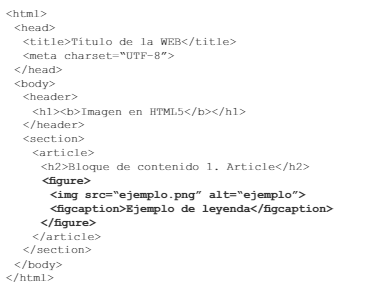 <html>
<head>
<title>Título de la WEB</title>
<meta charset="UTF-8">
</head>
<body>
<header>
<h1><b>Imagen en HTML5</b></h1>
</header>
<section>
<article>
<h2>Bloque de contenido 1. Article</h2>
<figure>
<img src="ejemplo.png" alt="ejemplo">
<figcaption>Ejemplo de leyenda</figcaption>
</figure>
</article>
</section>
</body>
</html>